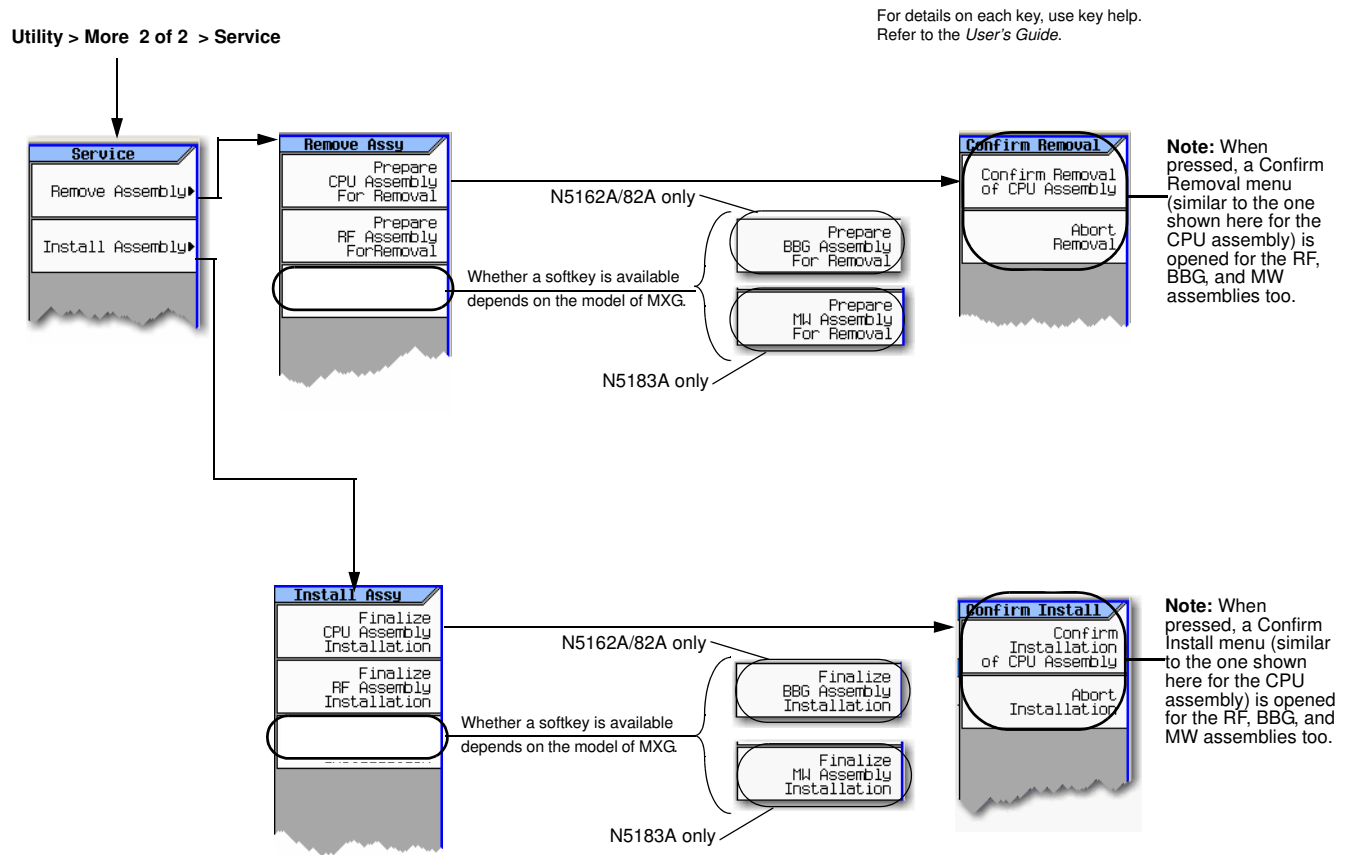 For details on each key, use key help.
Refer to the User's Guide.
Utility > More 2 of 2 > Service
Service
Remove Assembly
Install Assembly
Remove Assy
Prepare
CPU Assembly
For Removal
Prepare
RF Assembly
ForRemoval
Whether a softkey is available
depends on the model of MXG.
N5162A/82A only
Prepare
BBG Assembly
For Removal
Prepare
MW Assembly
For Removal
N5183A only
Confirm Removal
Confirm Removal
of CPU Assembly
Abort
Removal
Note: When
pressed, a Confirm
Removal menu
(similar to the one
shown here for the
CPU assembly) is
opened for the RF,
BBG, and MW
assemblies too.
Install Assy
Finalize
CPU Assembly
Installation
Finalize
RF Assembly
Installation
Whether a softkey is available
depends on the model of MXG.
N5162A/82A only
Finalize
BBG Assembly
Installation
Finalize
MW Assembly
Installation
N5183A only
Confirm Install
Confirm
Installation
of CPU Assembly
Abort
Installation
Note: When
pressed, a Confirm
Install menu (similar
to the one shown
here for the CPU
assembly) is opened
for the RF, BBG, and
MW assemblies too.